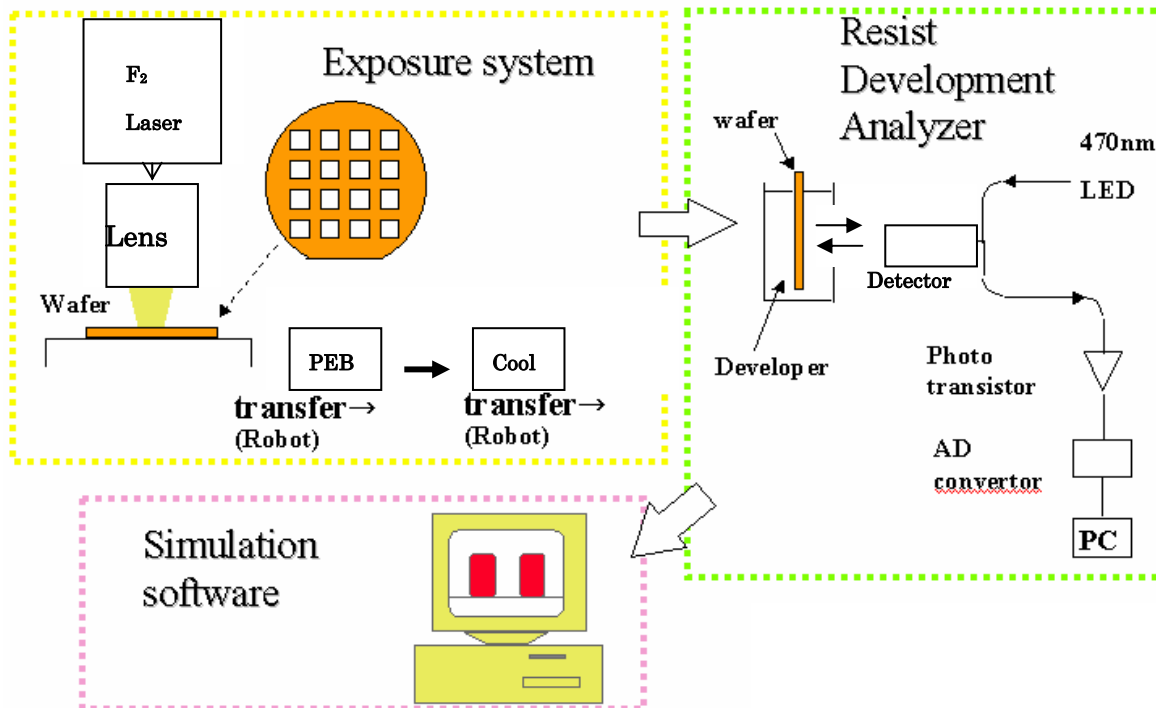 Exposure system
F₂
Laser
Lens
Wafer
PEB
Cool
transfer→
(Robot)
transfer→
(Robot)
Resist
Development
Analyzer
wafer
470nm
LED
Detector
Developer
Photo
transistor
AD
convertor
PC
Simulation
software